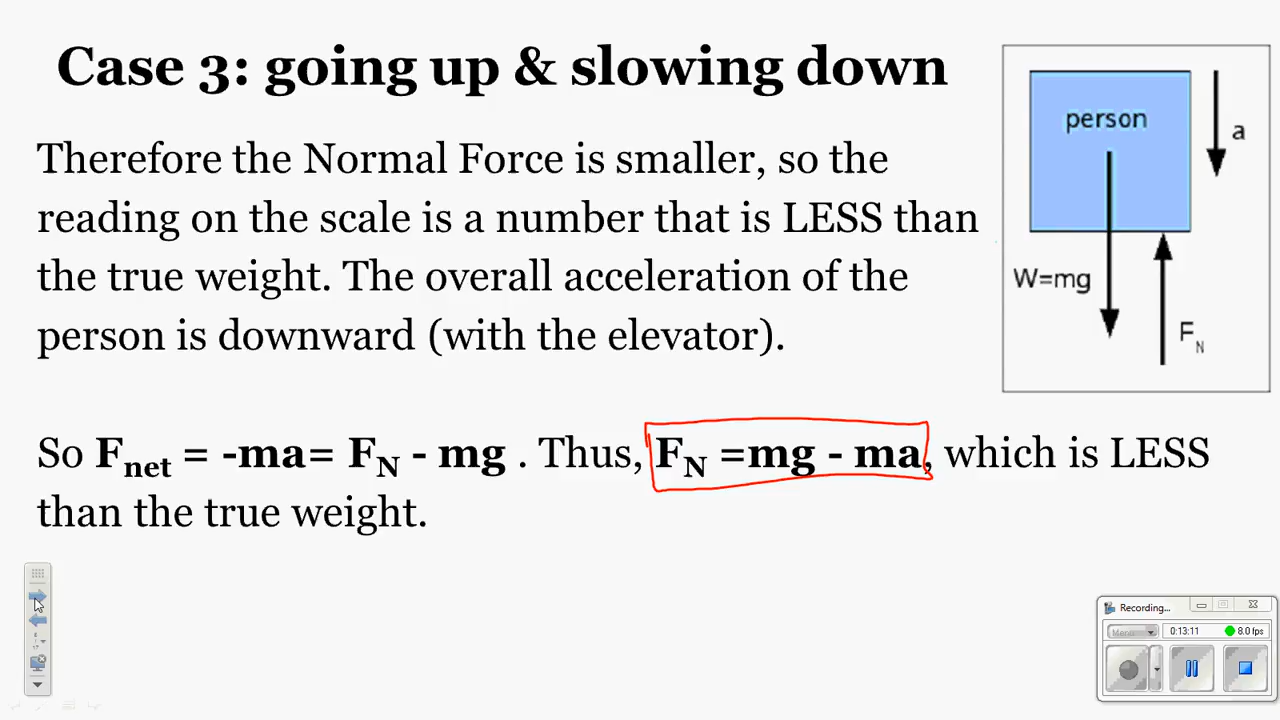 Case 3: going up & slowing down
Therefore the Normal Force is smaller, so the
reading on the scale is a number that is LESS than
the true weight. The overall acceleration of the
person is downward (with the elevator).
So Fnet = -ma= FN - mg . Thus, FN =mg - ma, which is LESS
than the true weight.
person
a
W=mg
FN
Recording...
Menu
0:13:11
8.0 fps